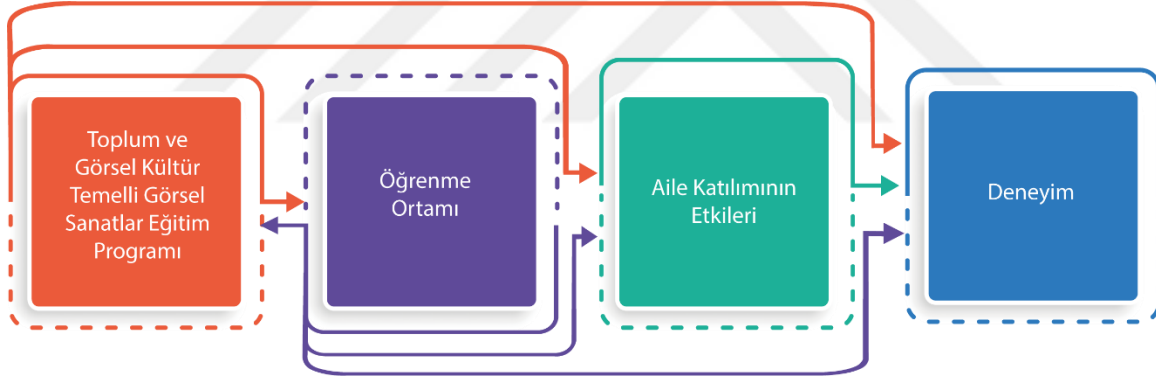 Toplum ve
Görsel Kültür
Temelli Görsel
Sanatlar Eğitim
Programı
Öğrenme
Ortamı
Aile Katılımının
Etkileri
Deneyim